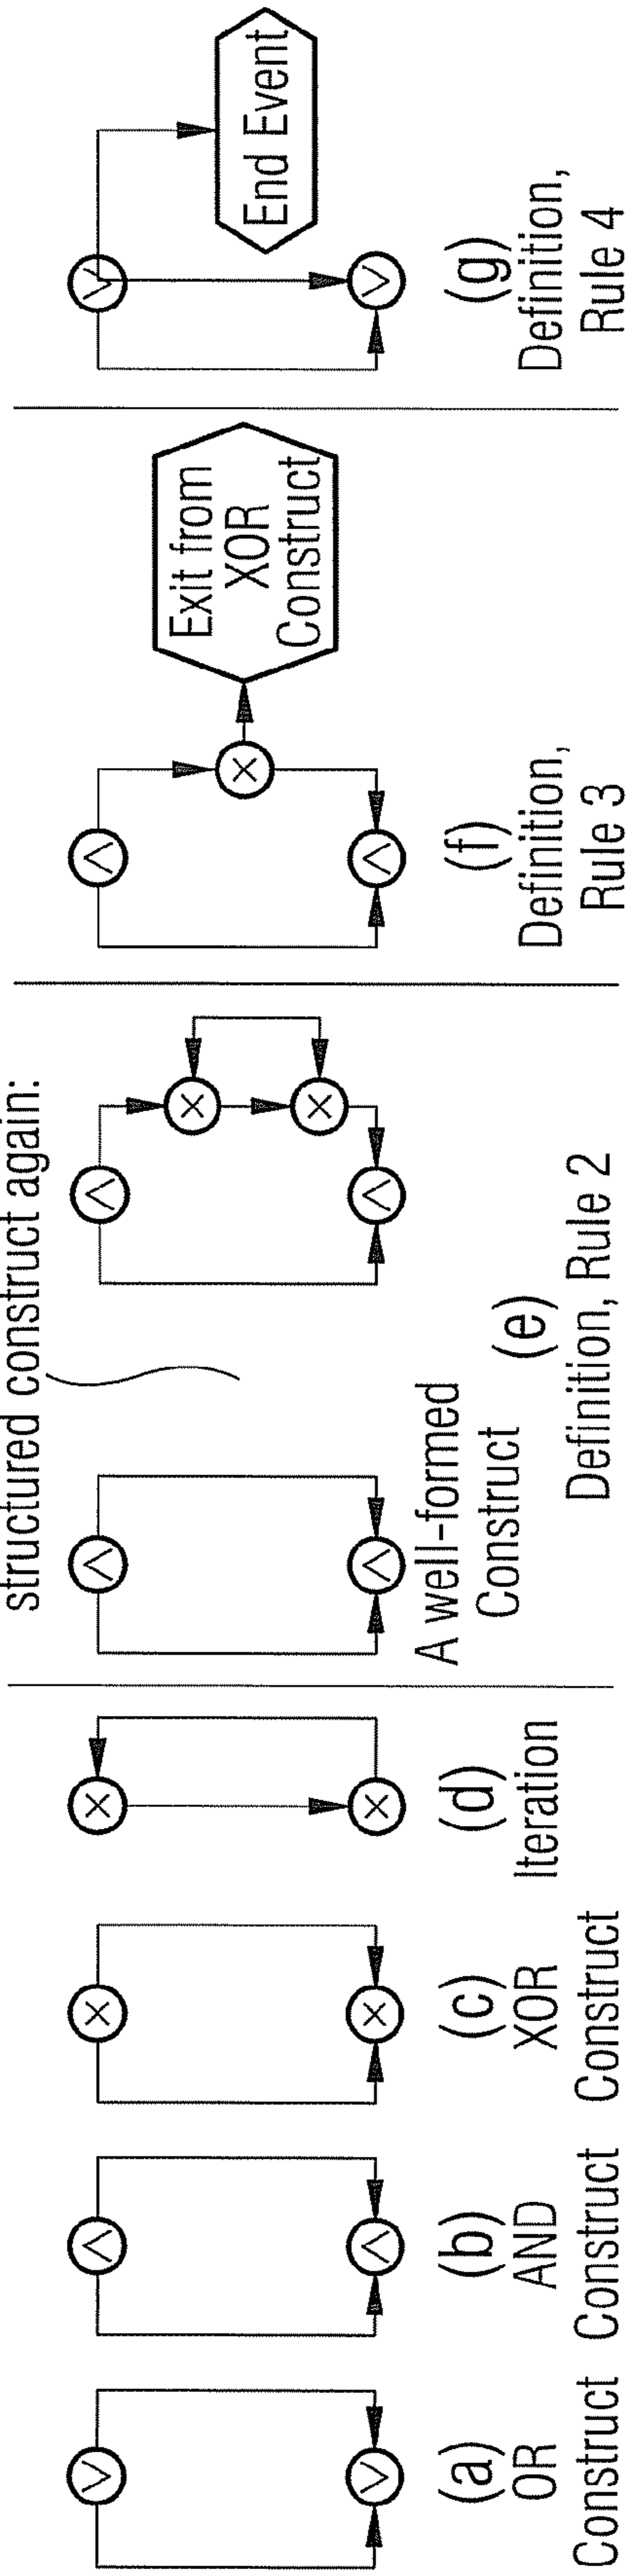 structured construct again:
(a)
OR
Construct
(b)
AND
Construct
(c)
XOR
Construct
(d)
Iteration
A well-formed
Construct
(e)
Definition, Rule 2
Exit from
XOR
Construct
(f)
Definition,
Rule 3
End Event
(g)
Definition,
Rule 4